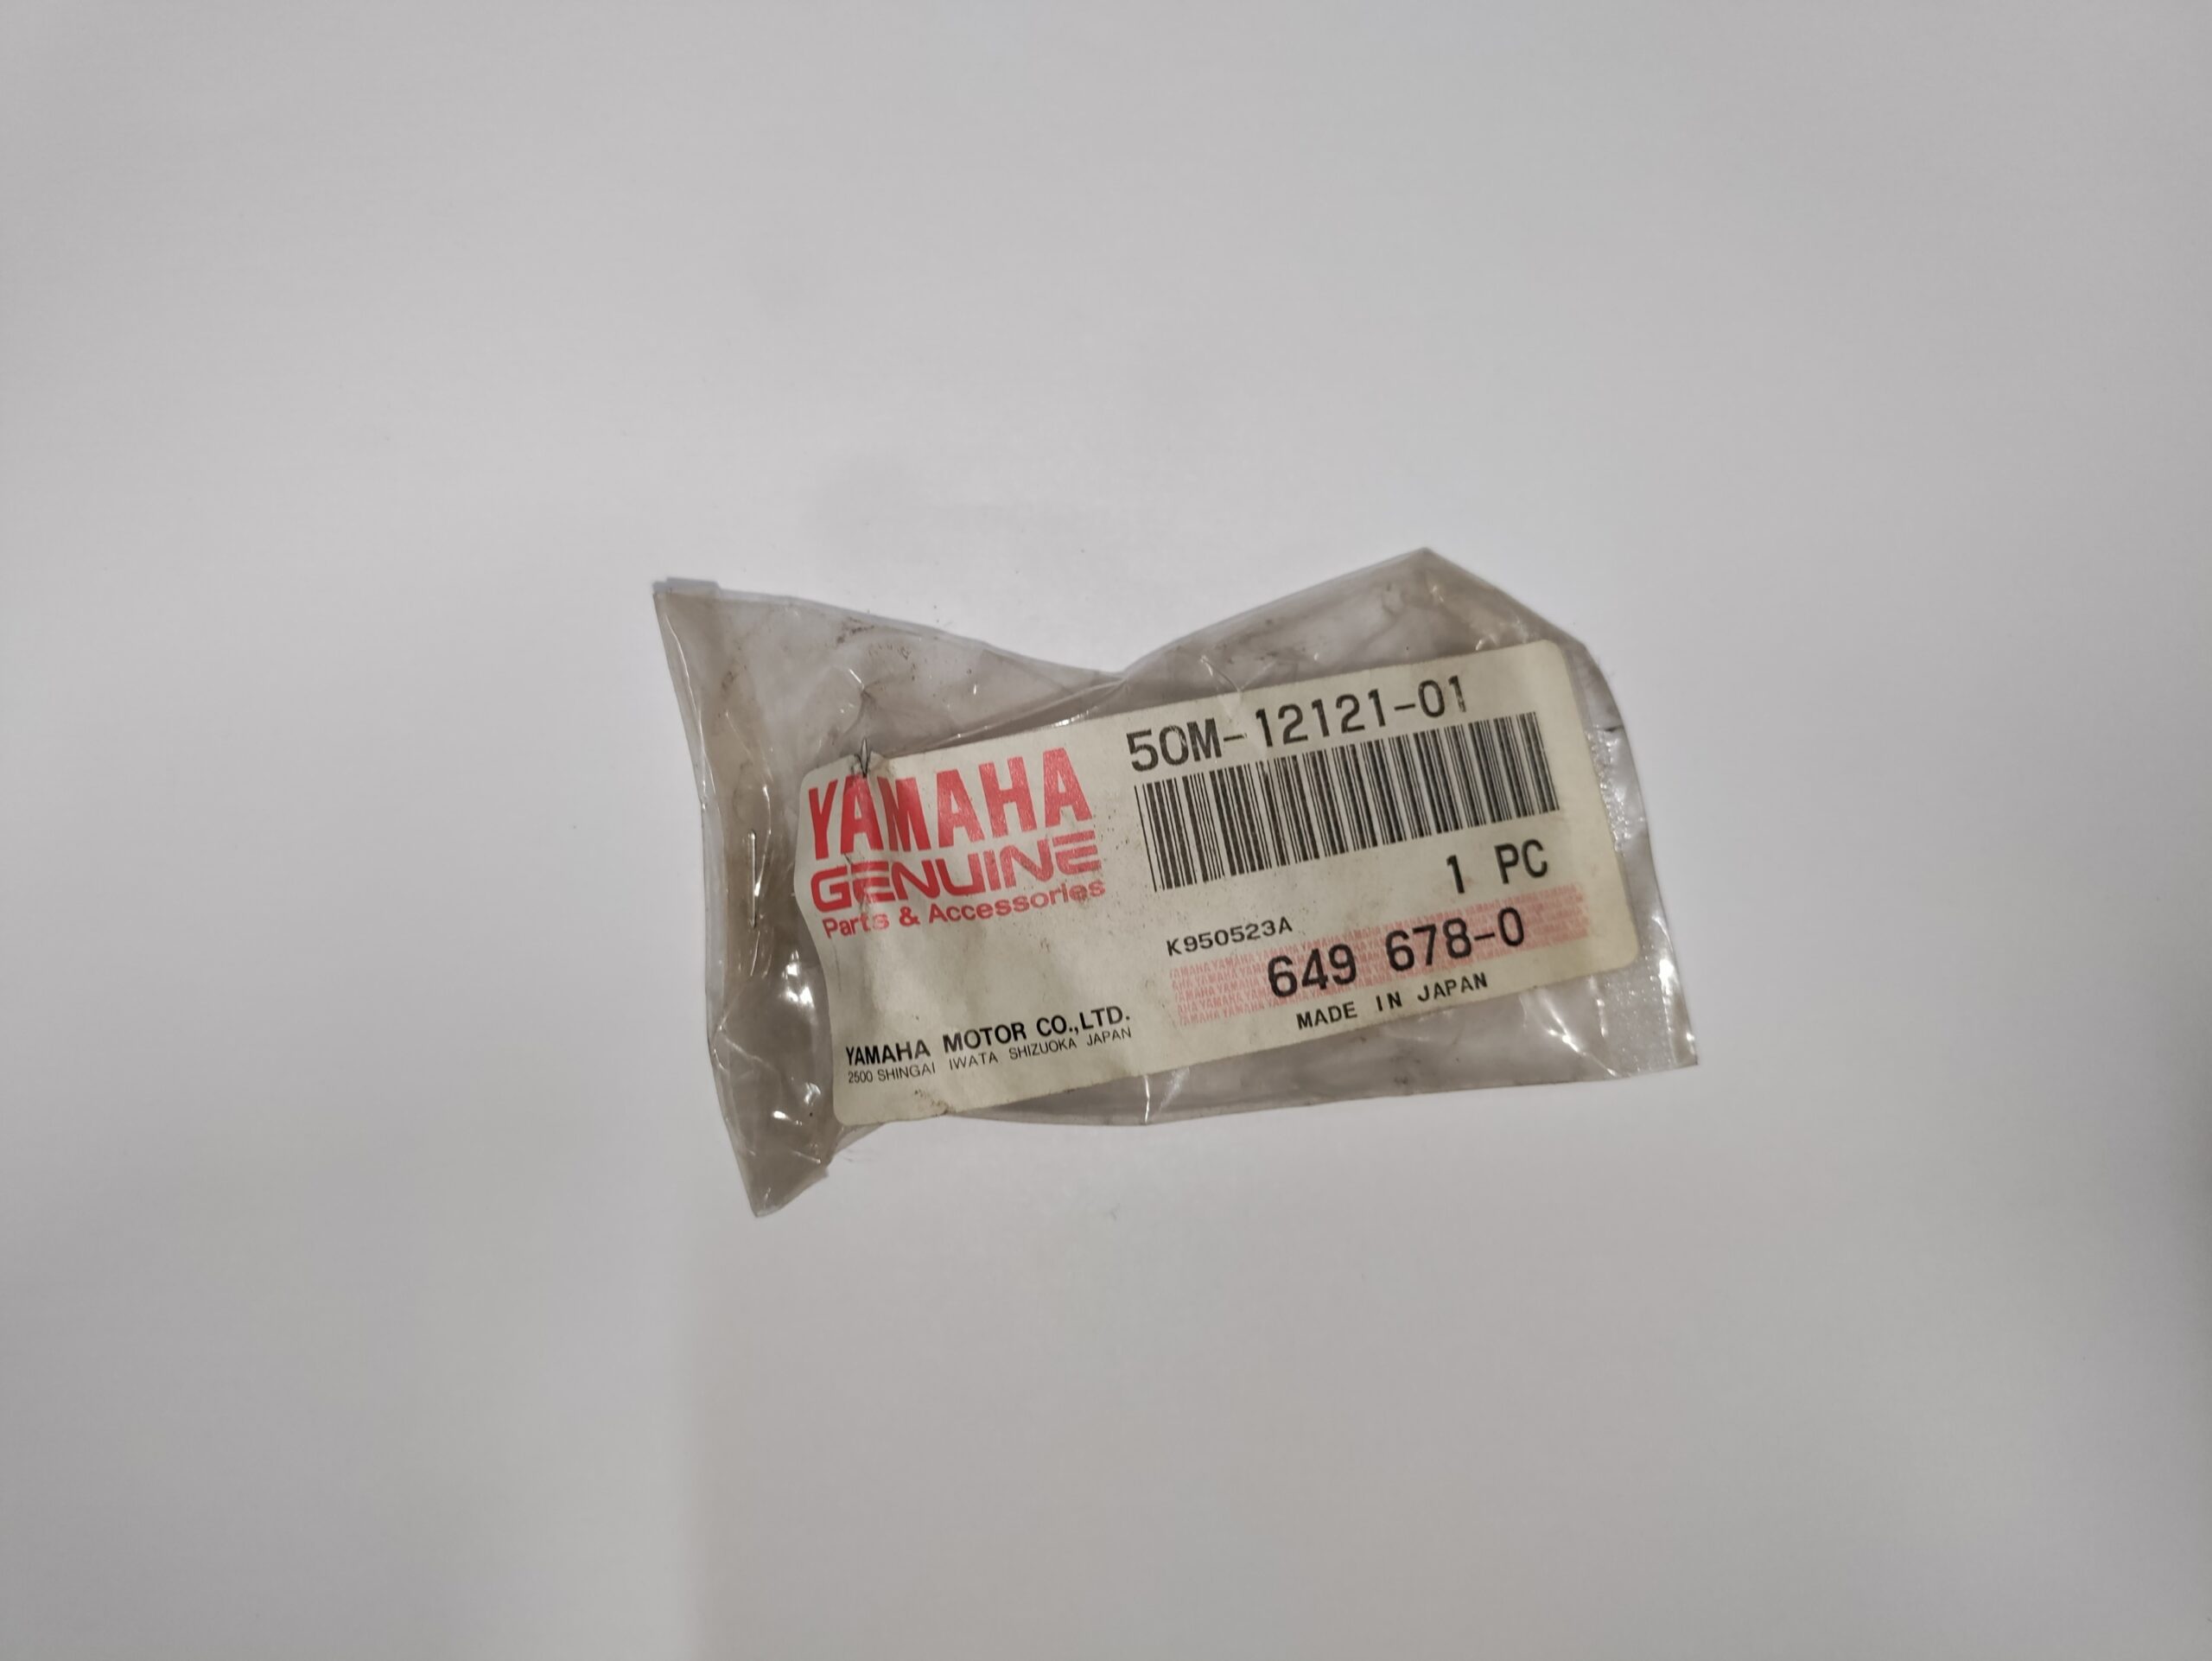 50M-12121-01
YAMAHA
GENUINE
Parts & Accessories
1 PC
K950523A
649 678-0
MADE IN JAPAN
YAMAHA MOTOR CO.,LTD.
2500 SHINGAI IWATA SHIZUOKA JAPAN